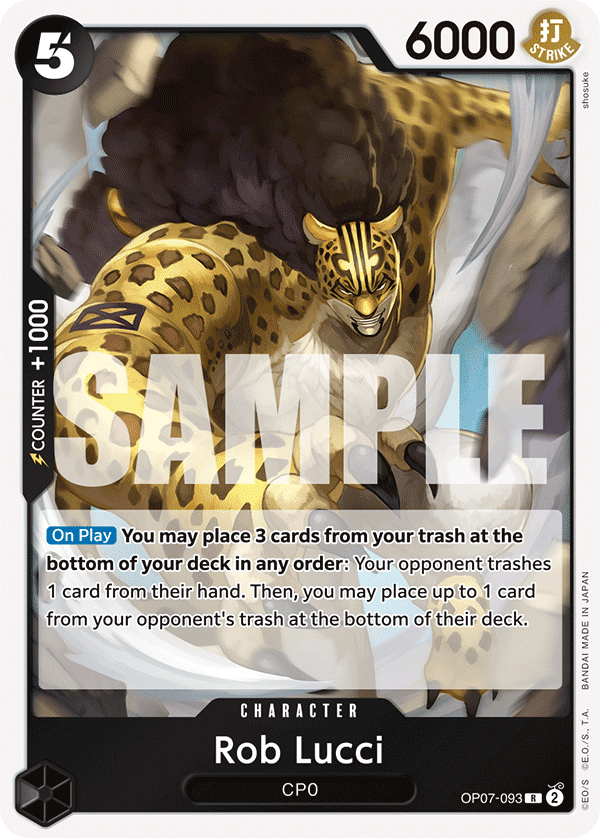 5
6000
打
STRIKE
shosuke
COUNTER +1000
SAMPLE
On Play You may place 3 cards from your trash at the
bottom of your deck in any order: Your opponent trashes
1 card from their hand. Then, you may place up to 1 card
from your opponent's trash at the bottom of their deck.
CHARACTER
Rob Lucci
CP0
OP07-093 R 2
©EO/S ©E.O./S., T.A. BANDAI MADE IN JAPAN